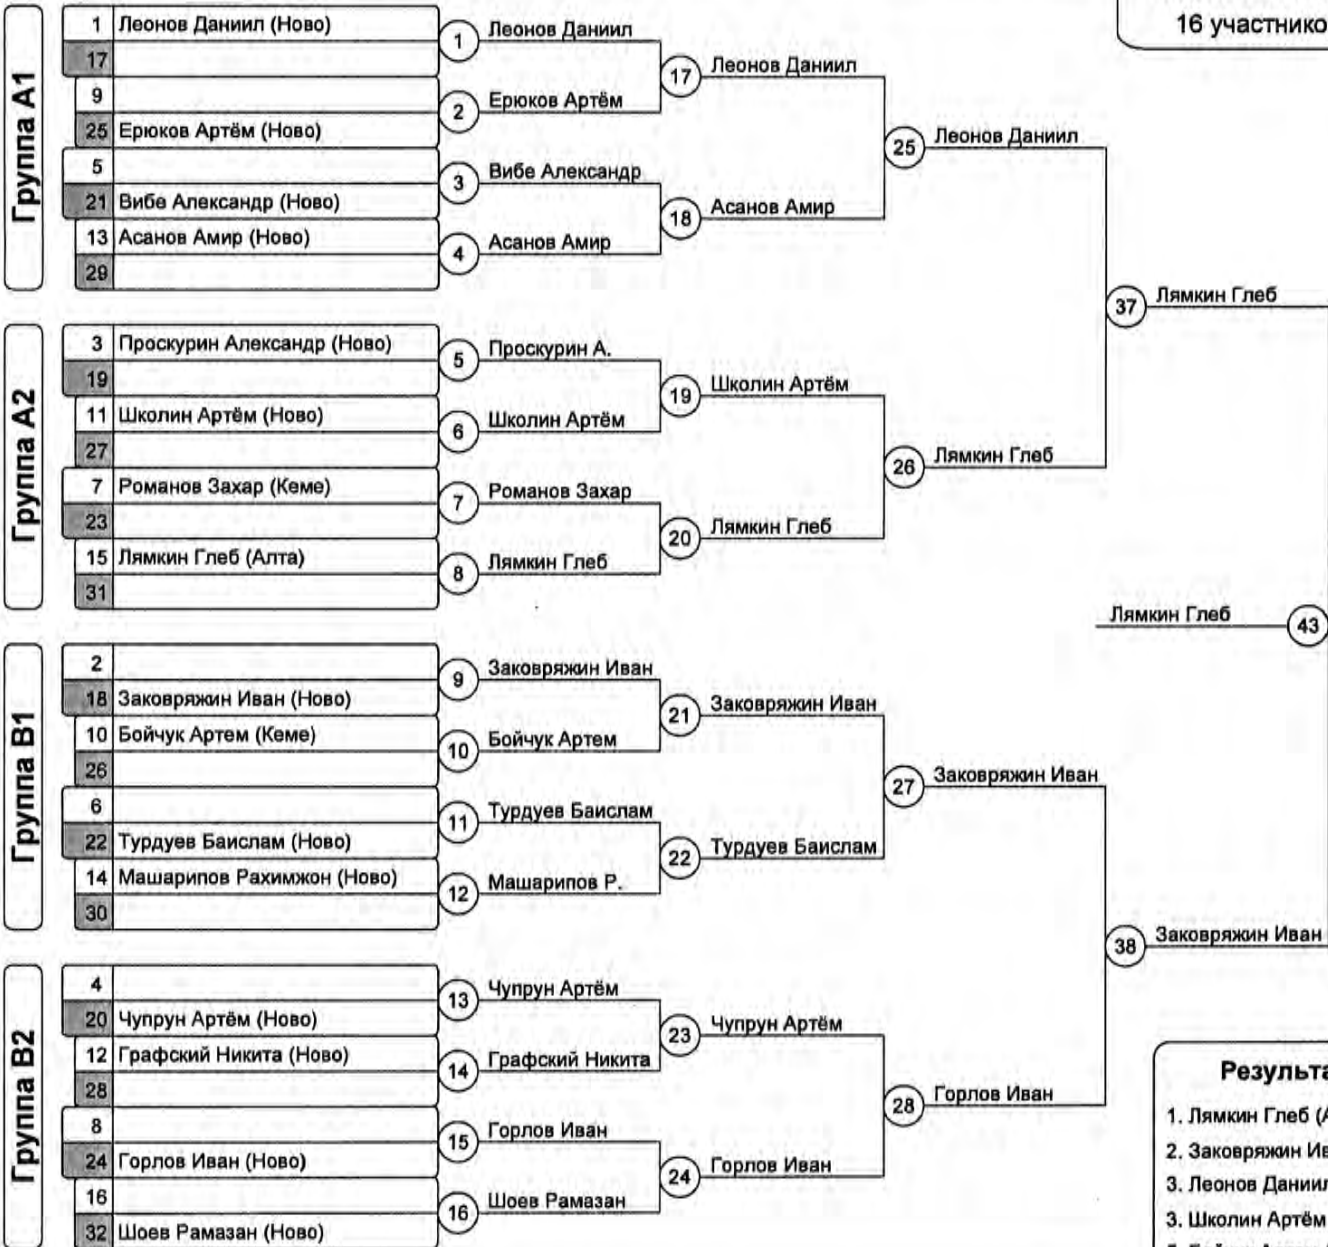 16 участнико
Группа A1
1 Леонов Даниил (Ново)
17
9
25 Ерюков Артём (Ново)
5
21 Вибе Александр (Ново)
13 Асанов Амир (Ново)
29
1 Леонов Даниил
2 Ерюков Артём
3 Вибе Александр
4 Асанов Амир
17 Леонов Даниил
18 Асанов Амир
25 Леонов Даниил
Группа A2
3 Проскурин Александр (Ново)
19
11 Школин Артём (Ново)
27
7 Романов Захар (Кеме)
23
15 Лямкин Глеб (Алта)
31
5 Проскурин А.
6 Школин Артём
7 Романов Захар
8 Лямкин Глеб
19 Школин Артём
20 Лямкин Глеб
26 Лямкин Глеб
37 Лямкин Глеб
Лямкин Глеб 43
Группа B1
2
18 Заковряжин Иван (Ново)
10 Бойчук Артем (Кеме)
26
6
22 Турдуев Баислам (Ново)
14 Машарипов Рахимжон (Ново)
30
9 Заковряжин Иван
10 Бойчук Артем
11 Турдуев Баислам
12 Машарипов Р.
21 Заковряжин Иван
22 Турдуев Баислам
27 Заковряжин Иван
Группа B2
4
20 Чупрун Артём (Ново)
12 Графский Никита (Ново)
28
8
24 Горлов Иван (Ново)
16
32 Шоев Рамазан (Ново)
13 Чупрун Артём
14 Графский Никита
15 Горлов Иван
16 Шоев Рамазан
23 Чупрун Артём
24 Горлов Иван
28 Горлов Иван
38 Заковряжин Иван
Результа
1. Лямкин Глеб (А
2. Заковряжин Ив
3. Леонов Даниил
3. Школин Артём